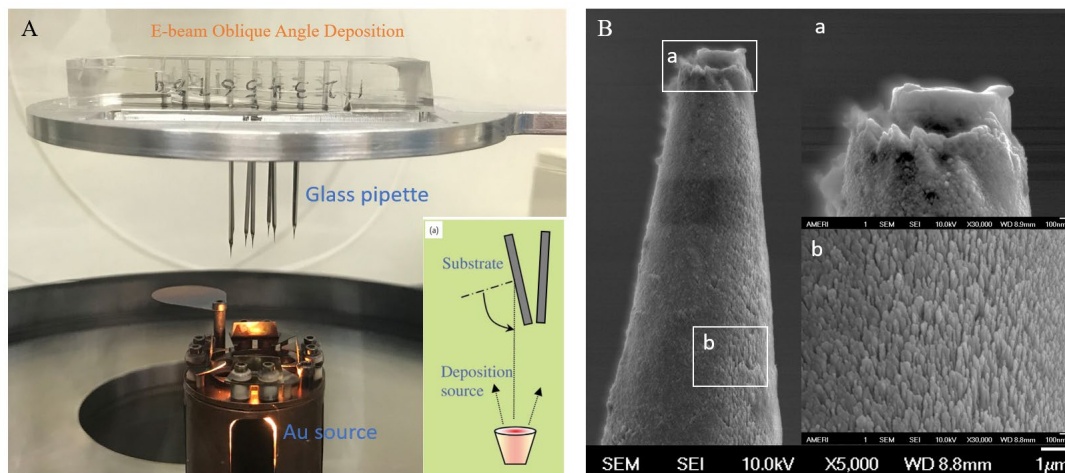 A
E-beam Oblique Angle Deposition
Glass pipette
Au source
(a)
Substrate
Deposition
source
B
a
b
SEM SEI 10.0kV X5,000 WD 8.8mm 1µm
a
AMERI 1 SEM SEI 10.0kV X30,000 WD 8.9mm 100nm
b
AMERI 1 SEM SEI 10.0kV X30,000 WD 8.8mm 100nm